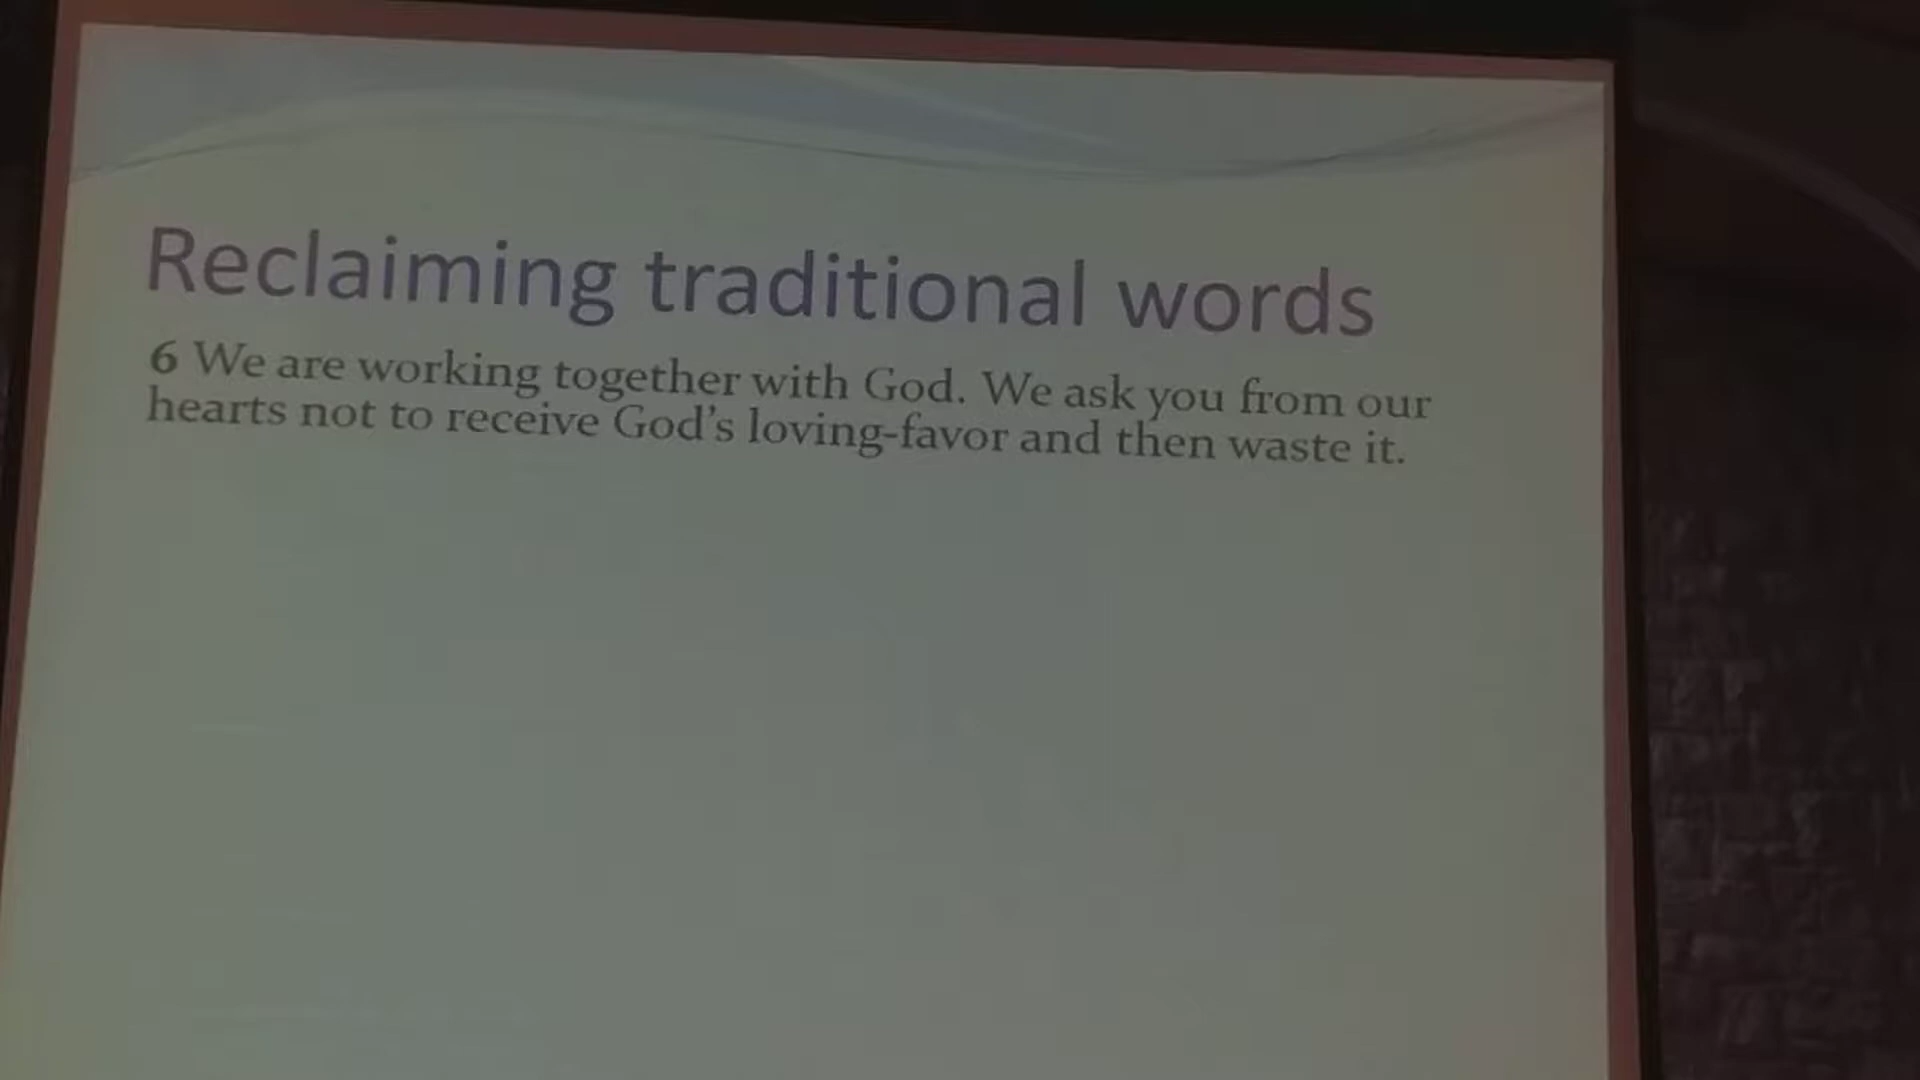 Reclaiming traditional words
6 We are working together with God. We ask you from our
hearts not to receive God's loving-favor and then waste it.